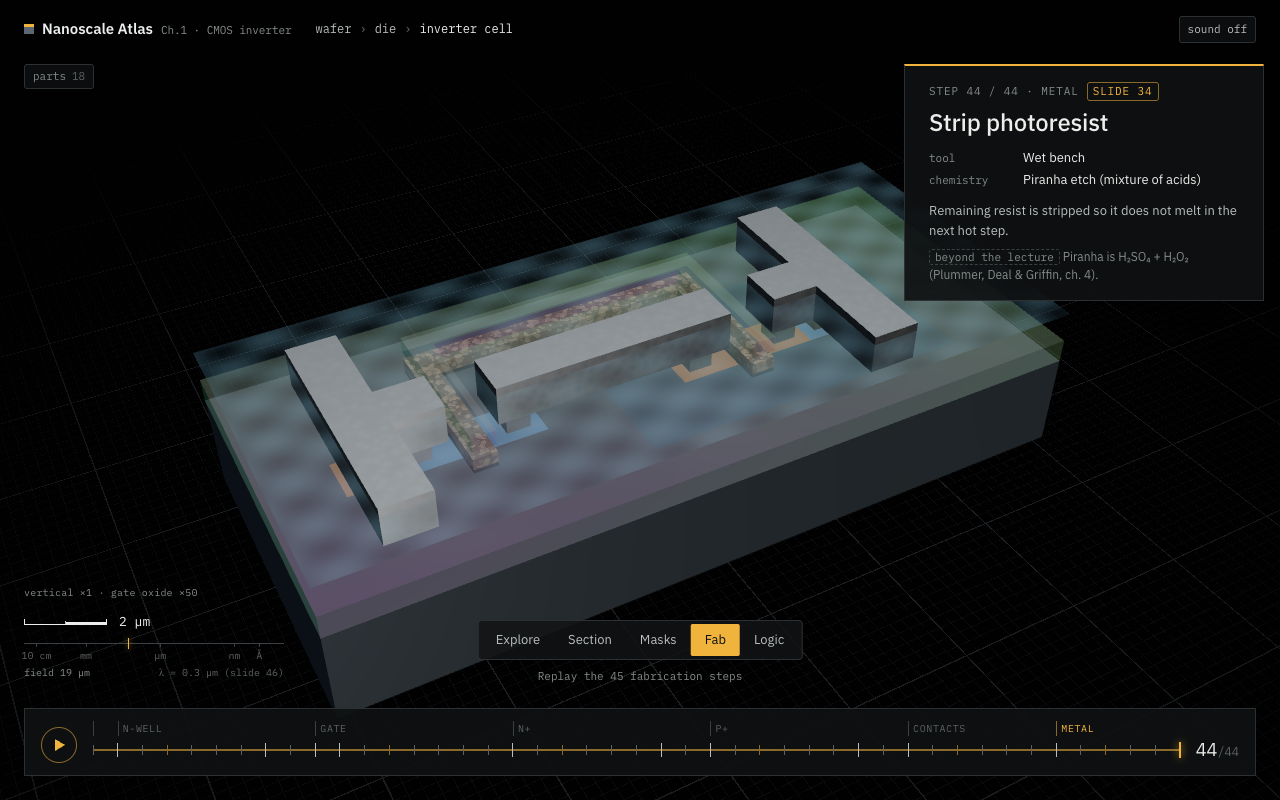 Nanoscale Atlas Ch.1 · CMOS inverter wafer › die › inverter cell sound off
parts 18
STEP 44 / 44 · METAL SLIDE 34
Strip photoresist
tool Wet bench
chemistry Piranha etch (mixture of acids)
Remaining resist is stripped so it does not melt in the
next hot step.
beyond the lecture Piranha is H₂SO₄ + H₂O₂
(Plummer, Deal & Griffin, ch. 4).
vertical ×1 · gate oxide ×50
2 µm
10 cm mm µm nm Å
field 19 µm λ = 0.3 µm (slide 46)
Explore Section Masks Fab Logic
Replay the 45 fabrication steps
N-WELL GATE N+ P+ CONTACTS METAL
44/44